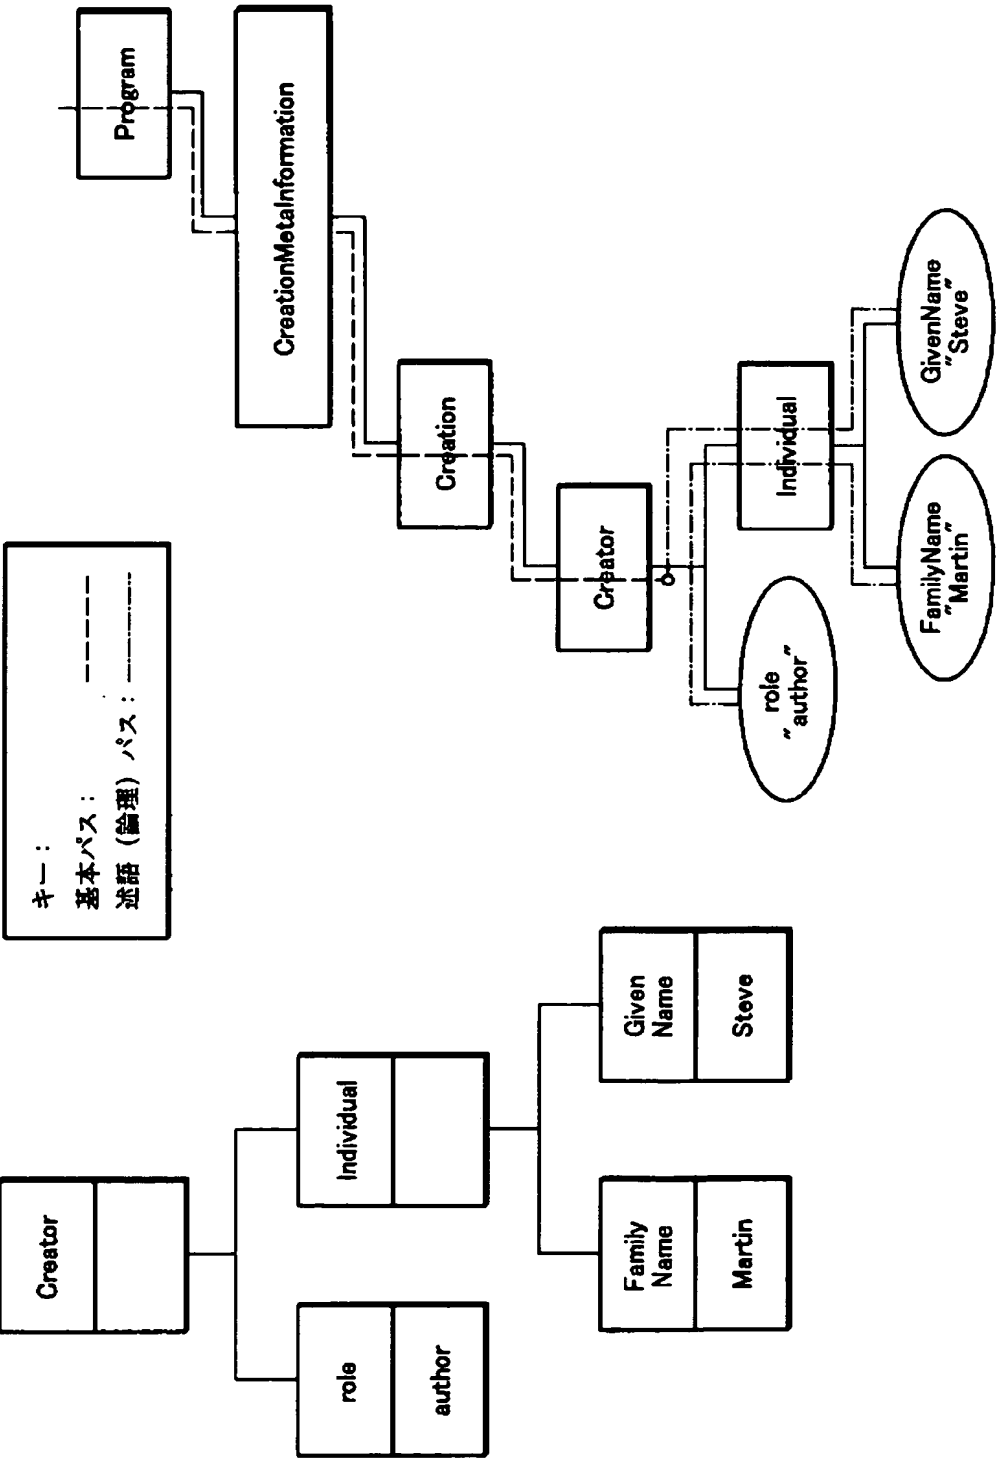 Creator
role
author
Individual
Family
Name
Martin
Given
Name
Steve
キー：
基本パス：
述語（論理）パス：
Program
CreationMetaInformation
Creation
Creator
role
"author"
Individual
FamilyName
"Martin"
GivenName
"Steve"